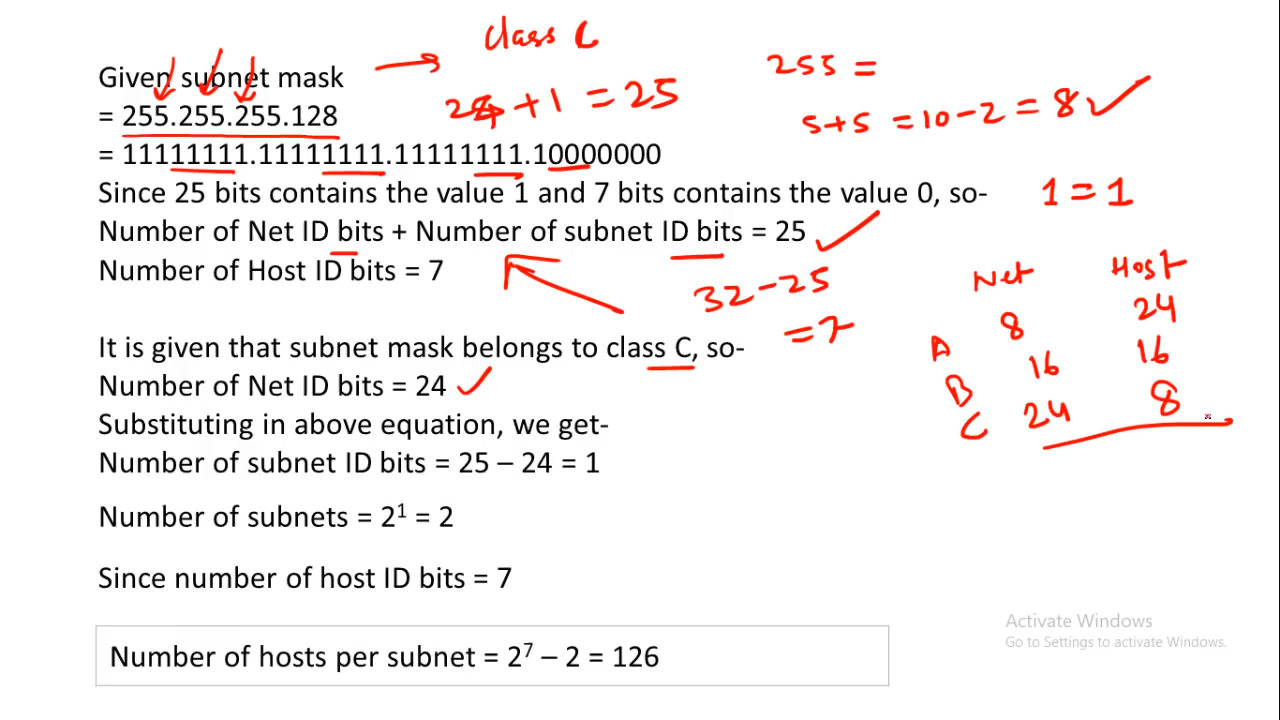 class C
Given subnet mask
255 =
24 + 1 = 25
= 255.255.255.128
5+5 = 10 - 2 = 8
= 11111111.11111111.11111111.10000000
Since 25 bits contains the value 1 and 7 bits contains the value 0, so-
1 = 1
Number of Net ID bits + Number of subnet ID bits = 25
Number of Host ID bits = 7
32 - 25
= 7
Net Host
A 8 24
B 16 16
C 24 8
It is given that subnet mask belongs to class C, so-
Number of Net ID bits = 24
Substituting in above equation, we get-
Number of subnet ID bits = 25 – 24 = 1
Number of subnets = 2¹ = 2
Since number of host ID bits = 7
Number of hosts per subnet = 2⁷ – 2 = 126
Activate Windows
Go to Settings to activate Windows.